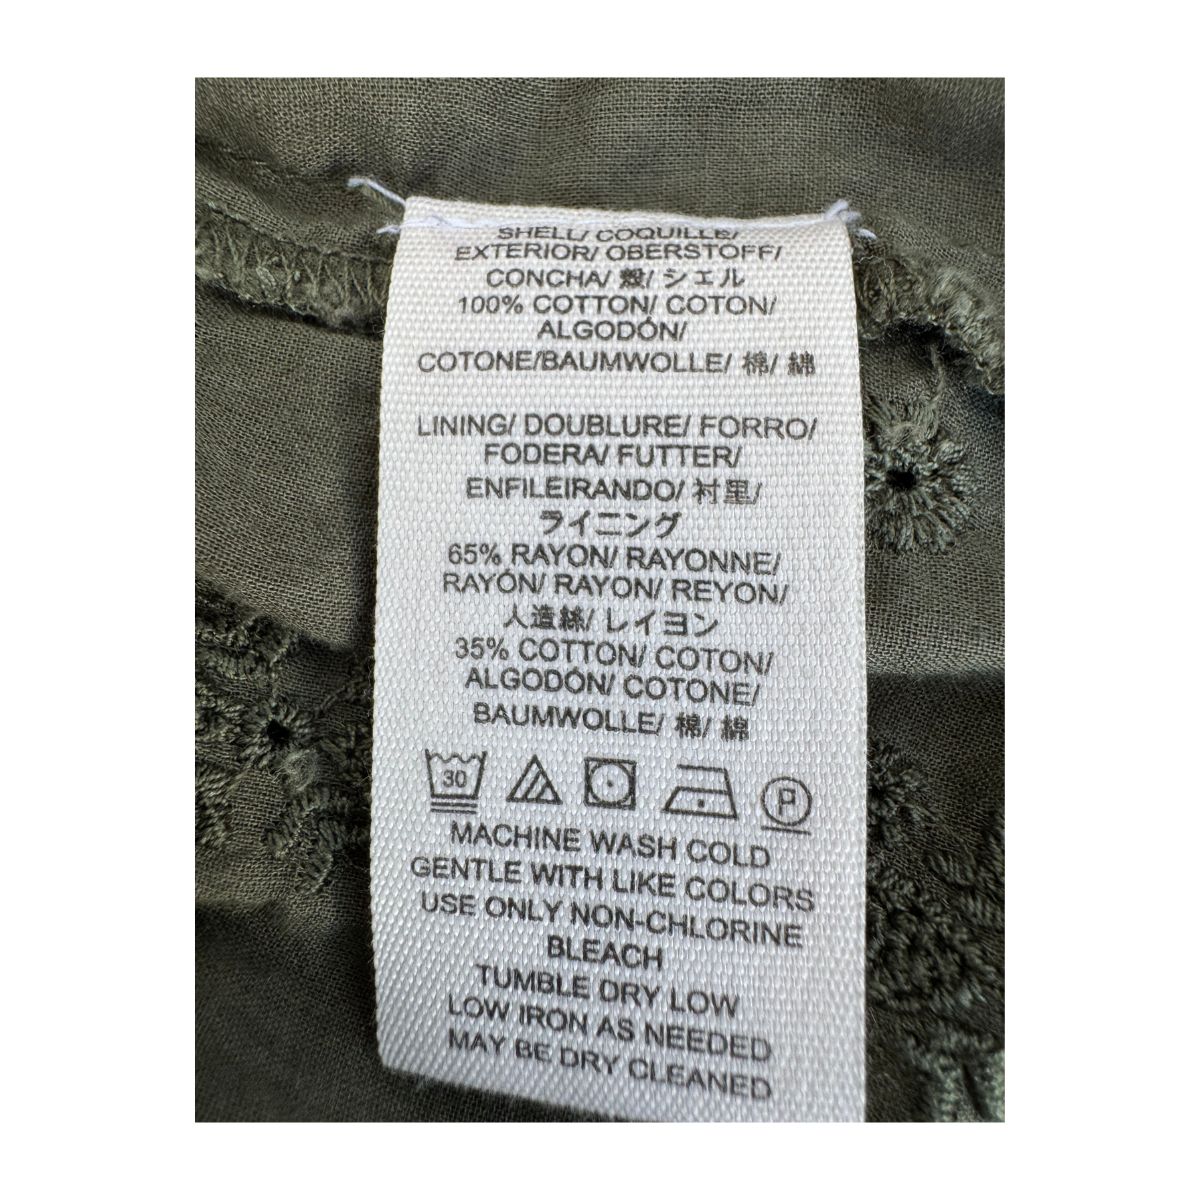 SHELL/ COQUILLE/
EXTERIOR/ OBERSTOFF/
CONCHA/ 殼/ シェル
100% COTTON/ COTON/
ALGODÓN/
COTONE/BAUMWOLLE/ 棉/ 綿
LINING/ DOUBLURE/ FORRO/
FODERA/ FUTTER/
ENFILEIRANDO/ 衬里/
ライニング
65% RAYON/ RAYONNE/
RAYÓN/ RAYON/ REYON/
人造絲/ レイヨン
35% COTTON/ COTON/
ALGODÓN/ COTONE/
BAUMWOLLE/ 棉/ 綿
30 P
MACHINE WASH COLD
GENTLE WITH LIKE COLORS
USE ONLY NON-CHLORINE
BLEACH
TUMBLE DRY LOW
LOW IRON AS NEEDED
MAY BE DRY CLEANED